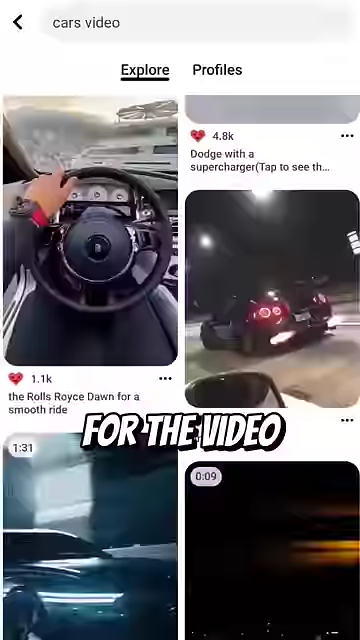 cars video
Explore
Profiles
4.8k
Dodge with a
supercharger(Tap to see th...
1.1k
the Rolls Royce Dawn for a
smooth ride
FOR THE VIDEO
1:31
0:09